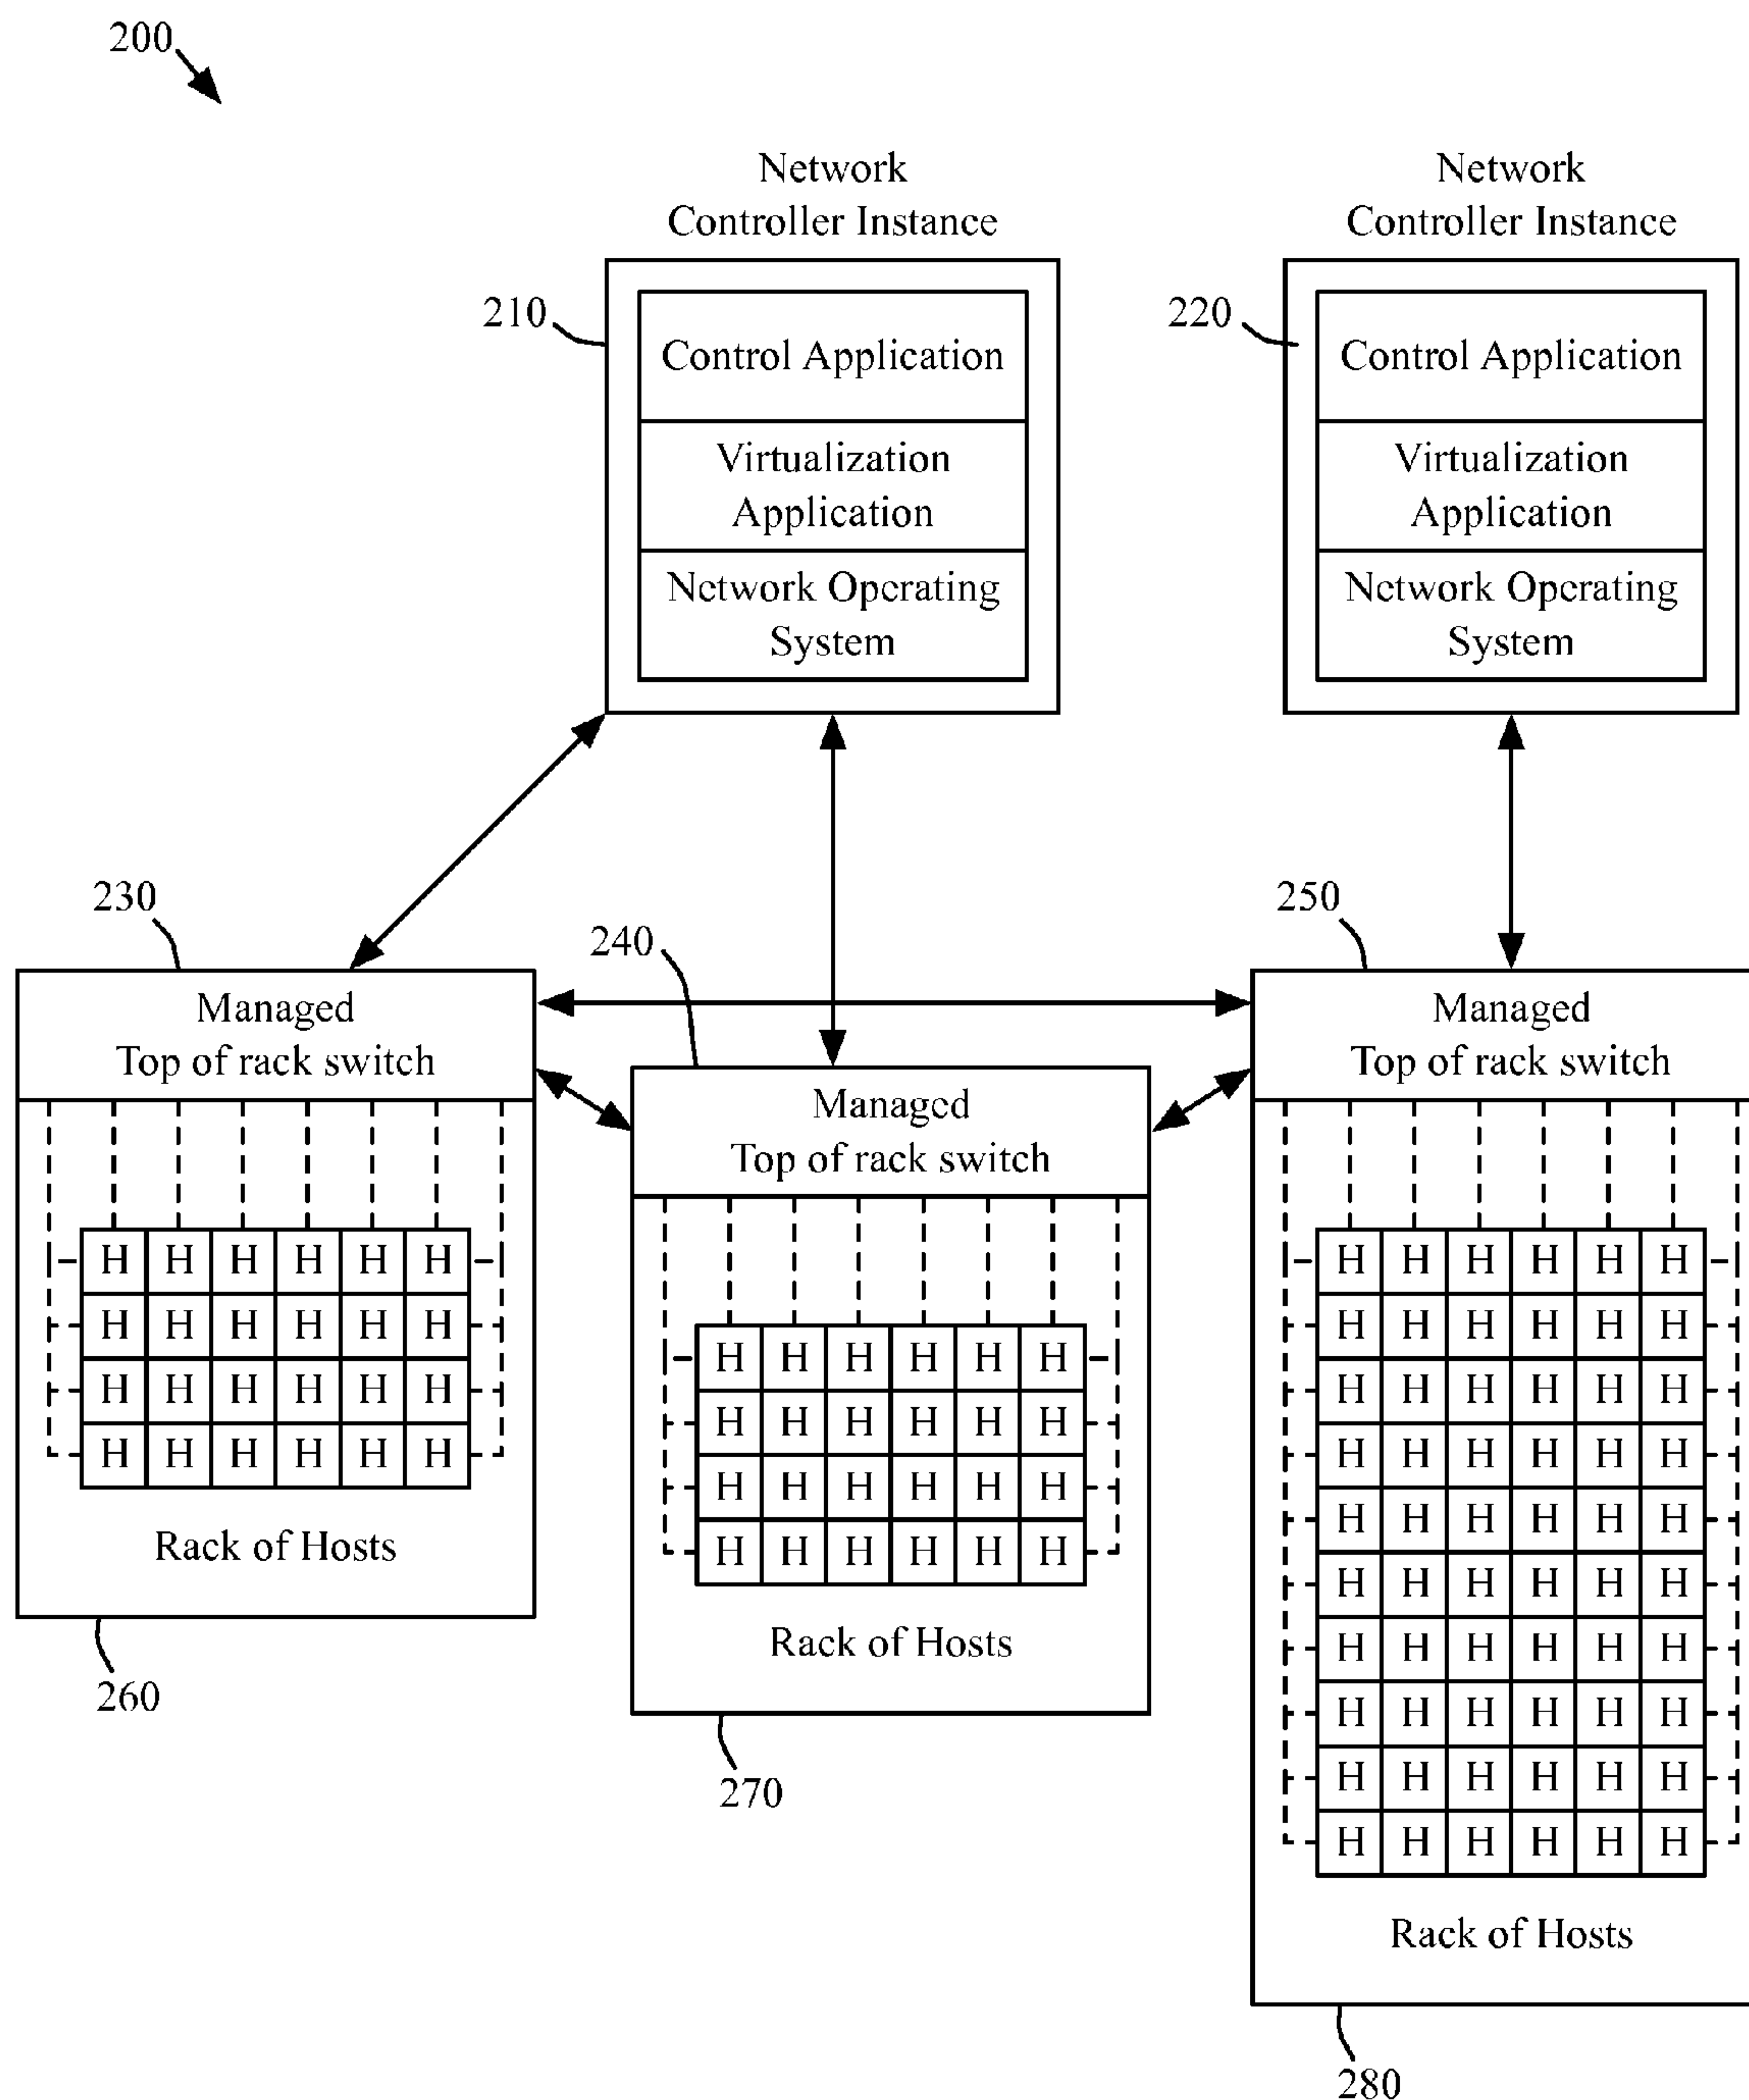 200
Network
Controller Instance
Network
Controller Instance
210
Control Application
Virtualization
Application
Network Operating
System
220
Control Application
Virtualization
Application
Network Operating
System
230
Managed
Top of rack switch
H H H H H H
H H H H H H
H H H H H H
H H H H H H
Rack of Hosts
260
240
Managed
Top of rack switch
H H H H H H
H H H H H H
H H H H H H
H H H H H H
Rack of Hosts
270
250
Managed
Top of rack switch
H H H H H H
H H H H H H
H H H H H H
H H H H H H
H H H H H H
H H H H H H
H H H H H H
H H H H H H
H H H H H H
H H H H H H
Rack of Hosts
280